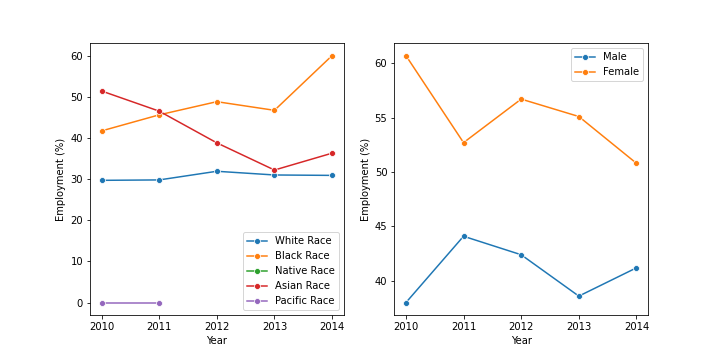 60
50
40
30
20
10
0
Employment (%)
2010 2011 2012 2013 2014
Year
White Race
Black Race
Native Race
Asian Race
Pacific Race
60
55
50
45
40
Employment (%)
2010 2011 2012 2013 2014
Year
Male
Female